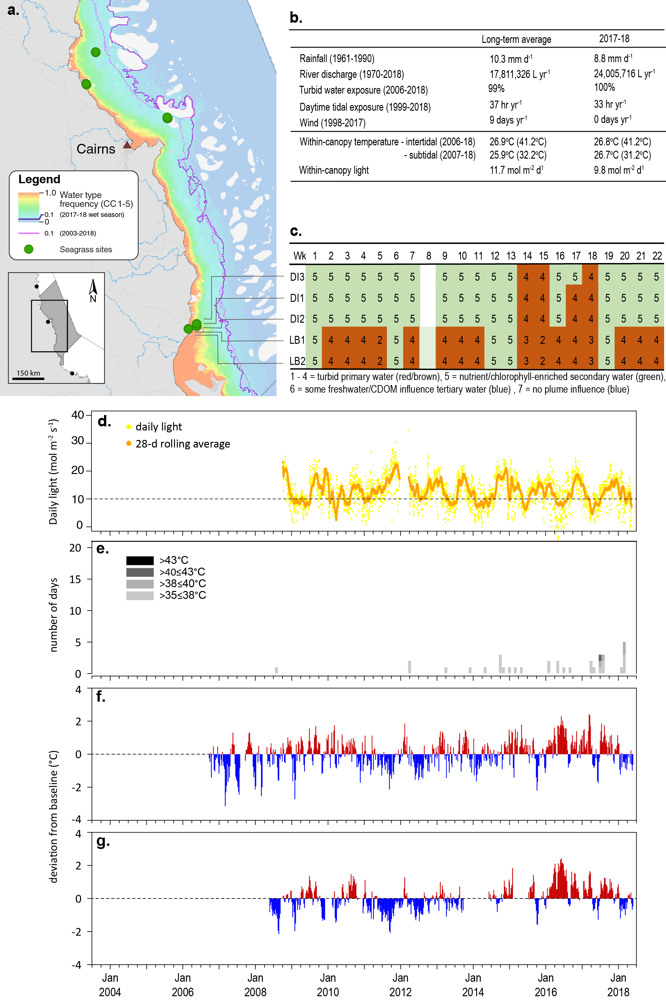 a.
Cairns
Legend
1.0
Water type
frequency (CC 1-5)
0.1 (2017-18 wet season)
0
0.1 (2003-2018)
Seagrass sites
N
150 km
b.
Long-term average 2017-18
Rainfall (1961-1990) 10.3 mm d-1 8.8 mm d-1
River discharge (1970-2018) 17,811,326 L yr-1 24,005,716 L yr-1
Turbid water exposure (2006-2018) 99% 100%
Daytime tidal exposure (1999-2018) 37 hr yr-1 33 hr yr-1
Wind (1998-2017) 9 days yr-1 0 days yr-1
Within-canopy temperature - intertidal (2006-18) 26.9ºC (41.2ºC) 26.8ºC (41.2ºC)
- subtidal (2007-18) 25.9ºC (32.2ºC) 26.7ºC (31.2ºC)
Within-canopy light 11.7 mol m-2 d1 9.8 mol m-2 d1
c.
Wk 1 2 3 4 5 6 7 8 9 10 11 12 13 14 15 16 17 18 19 20 21 22
DI3 5 5 5 5 5 5 5 5 5 5 5 5 4 4 5 5 4 5 5 5 5
DI1 5 5 5 5 5 5 5 5 5 5 5 5 4 4 5 4 4 5 5 5 5
DI2 5 5 5 5 5 5 5 5 5 5 5 5 4 4 5 4 4 5 5 5 5
LB1 5 4 4 4 2 5 4 4 4 4 5 5 3 2 4 4 3 5 4 4 4
LB2 5 4 4 4 2 5 4 4 4 4 5 5 3 2 4 4 3 5 4 4 4
1 - 4 = turbid primary water (red/brown), 5 = nutrient/chlorophyll-enriched secondary water (green),
6 = some freshwater/CDOM influence tertiary water (blue) , 7 = no plume influence (blue)
d.
daily light
28-d rolling average
Daily light (mol m-2 s-1)
40
30
20
10
0
e.
>43°C
>40≤43°C
>38≤40°C
>35≤38°C
number of days
20
15
10
5
0
f.
4
2
0
-2
-4
deviation from baseline (°C)
g.
4
2
0
-2
-4
Jan Jan Jan Jan Jan Jan Jan Jan
2004 2006 2008 2010 2012 2014 2016 2018